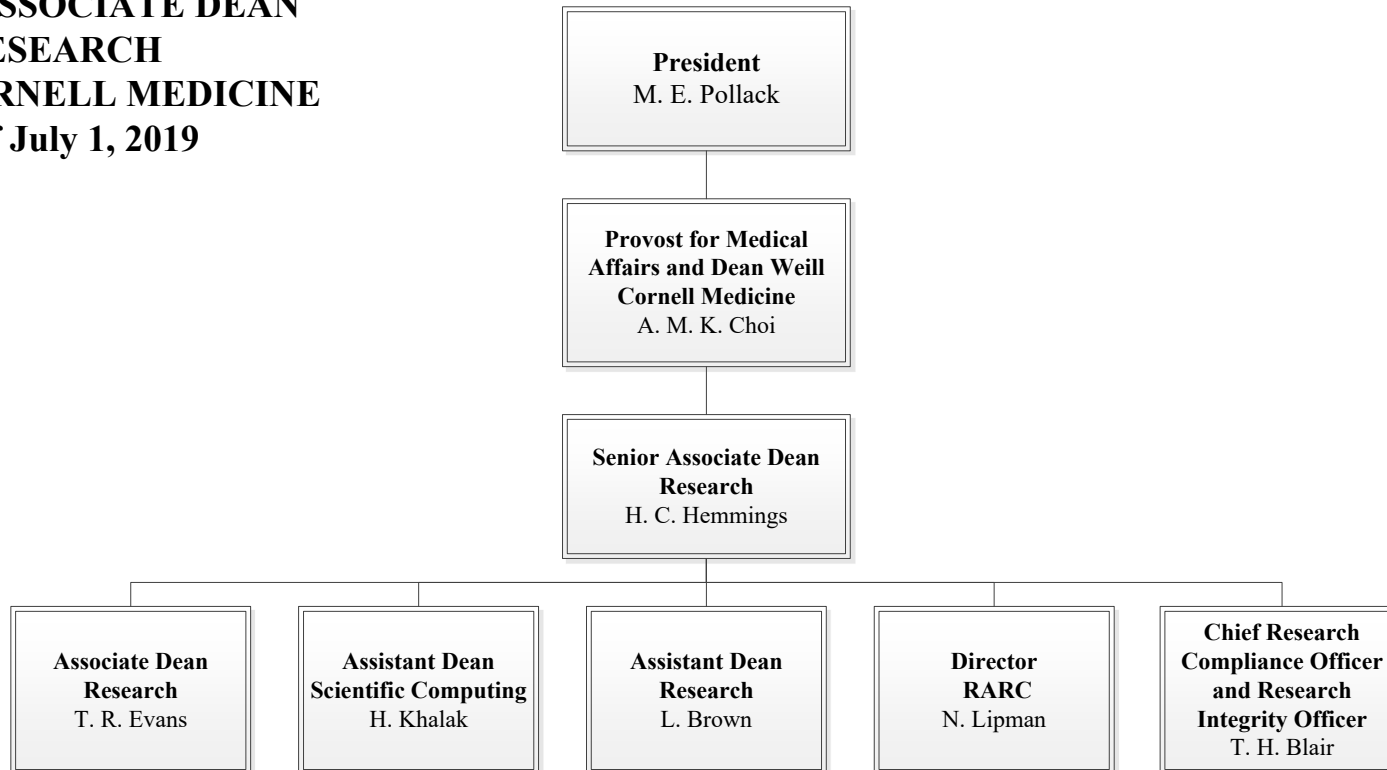 SSOCIATE DEAN
ESEARCH
RNELL MEDICINE
f July 1, 2019
President
M. E. Pollack
Provost for Medical
Affairs and Dean Weill
Cornell Medicine
A. M. K. Choi
Senior Associate Dean
Research
H. C. Hemmings
Associate Dean
Research
T. R. Evans
Assistant Dean
Scientific Computing
H. Khalak
Assistant Dean
Research
L. Brown
Director
RARC
N. Lipman
Chief Research
Compliance Officer
and Research
Integrity Officer
T. H. Blair